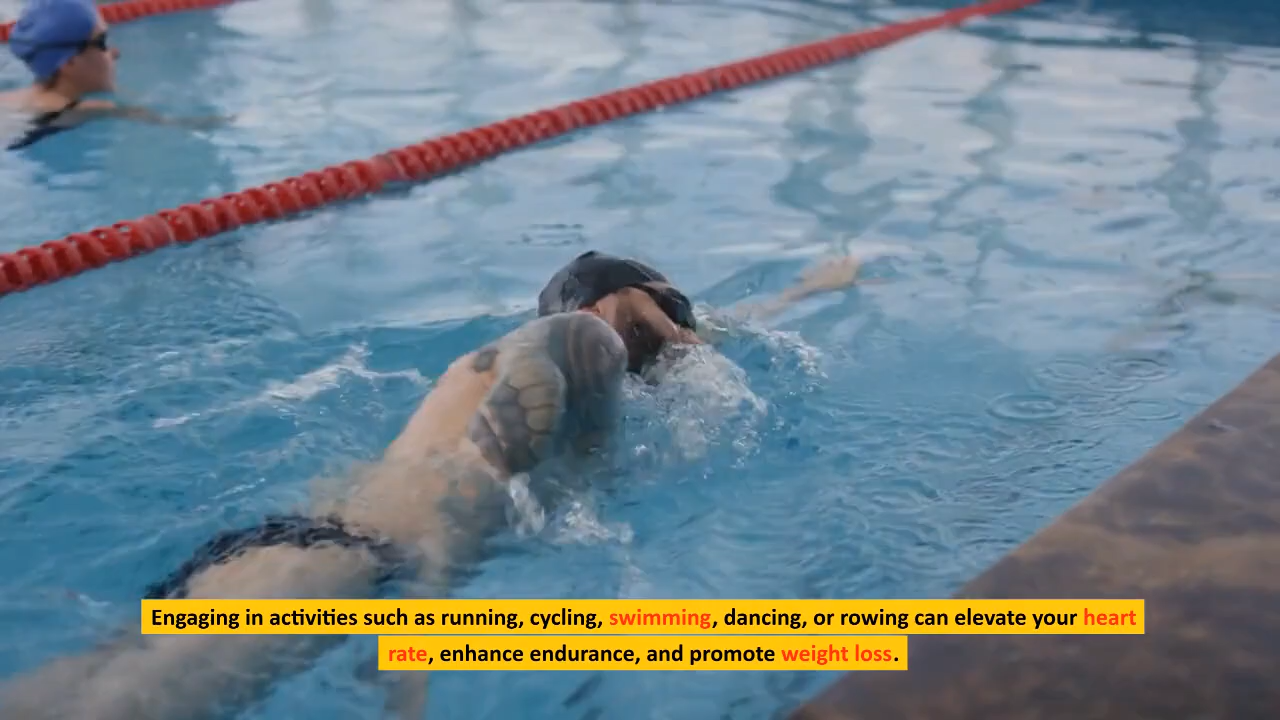 Engaging in activities such as running, cycling, swimming, dancing, or rowing can elevate your heart
rate, enhance endurance, and promote weight loss.